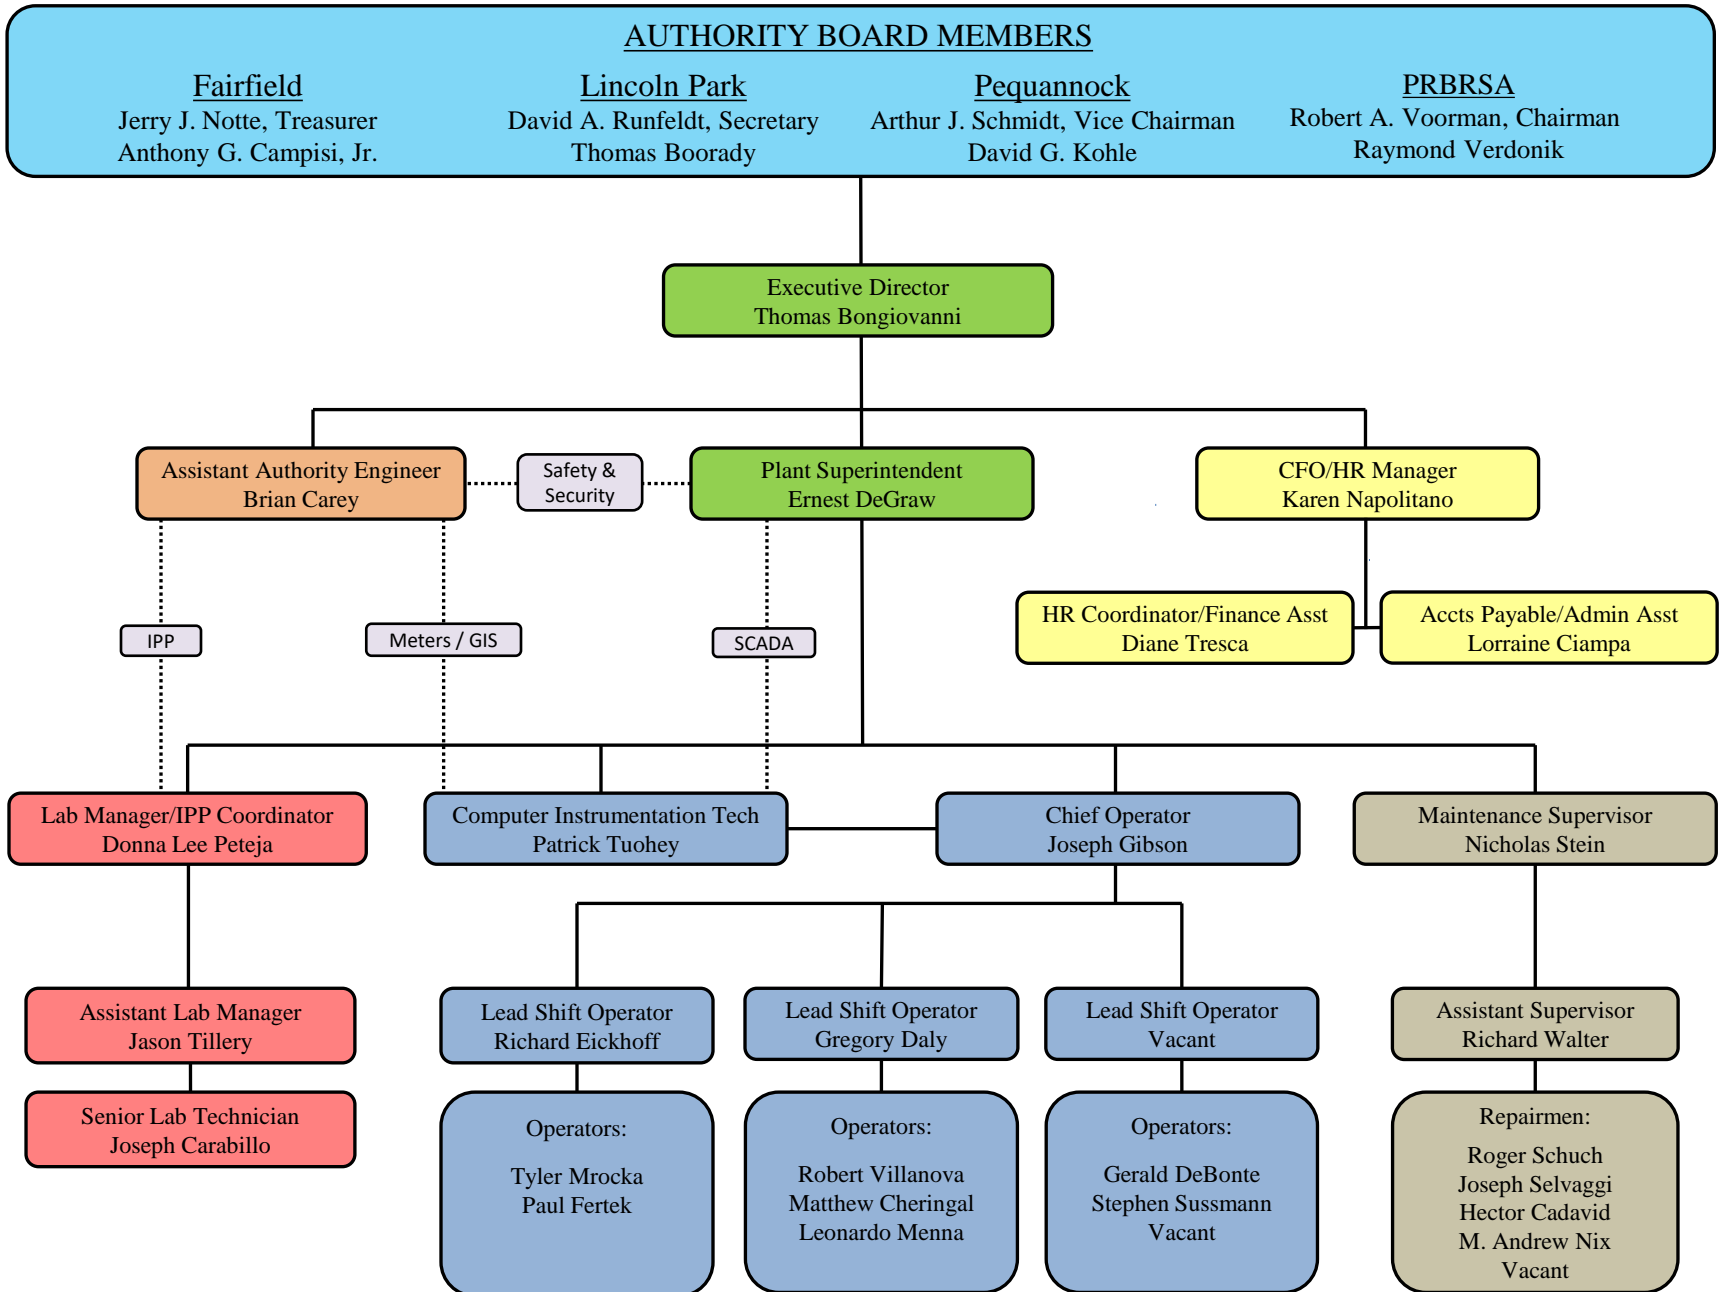 AUTHORITY BOARD MEMBERS
Fairfield
Jerry J. Notte, Treasurer
Anthony G. Campisi, Jr.
Lincoln Park
David A. Runfeldt, Secretary
Thomas Boorady
Pequannock
Arthur J. Schmidt, Vice Chairman
David G. Kohle
PRBRSA
Robert A. Voorman, Chairman
Raymond Verdonik
Executive Director
Thomas Bongiovanni
Assistant Authority Engineer
Brian Carey
Safety &
Security
Plant Superintendent
Ernest DeGraw
CFO/HR Manager
Karen Napolitano
HR Coordinator/Finance Asst
Diane Tresca
Accts Payable/Admin Asst
Lorraine Ciampa
IPP
Meters / GIS
SCADA
Lab Manager/IPP Coordinator
Donna Lee Peteja
Computer Instrumentation Tech
Patrick Tuohey
Chief Operator
Joseph Gibson
Maintenance Supervisor
Nicholas Stein
Assistant Lab Manager
Jason Tillery
Lead Shift Operator
Richard Eickhoff
Lead Shift Operator
Gregory Daly
Lead Shift Operator
Vacant
Assistant Supervisor
Richard Walter
Senior Lab Technician
Joseph Carabillo
Operators:
Tyler Mrocka
Paul Fertek
Operators:
Robert Villanova
Matthew Cheringal
Leonardo Menna
Operators:
Gerald DeBonte
Stephen Sussmann
Vacant
Repairmen:
Roger Schuch
Joseph Selvaggi
Hector Cadavid
M. Andrew Nix
Vacant